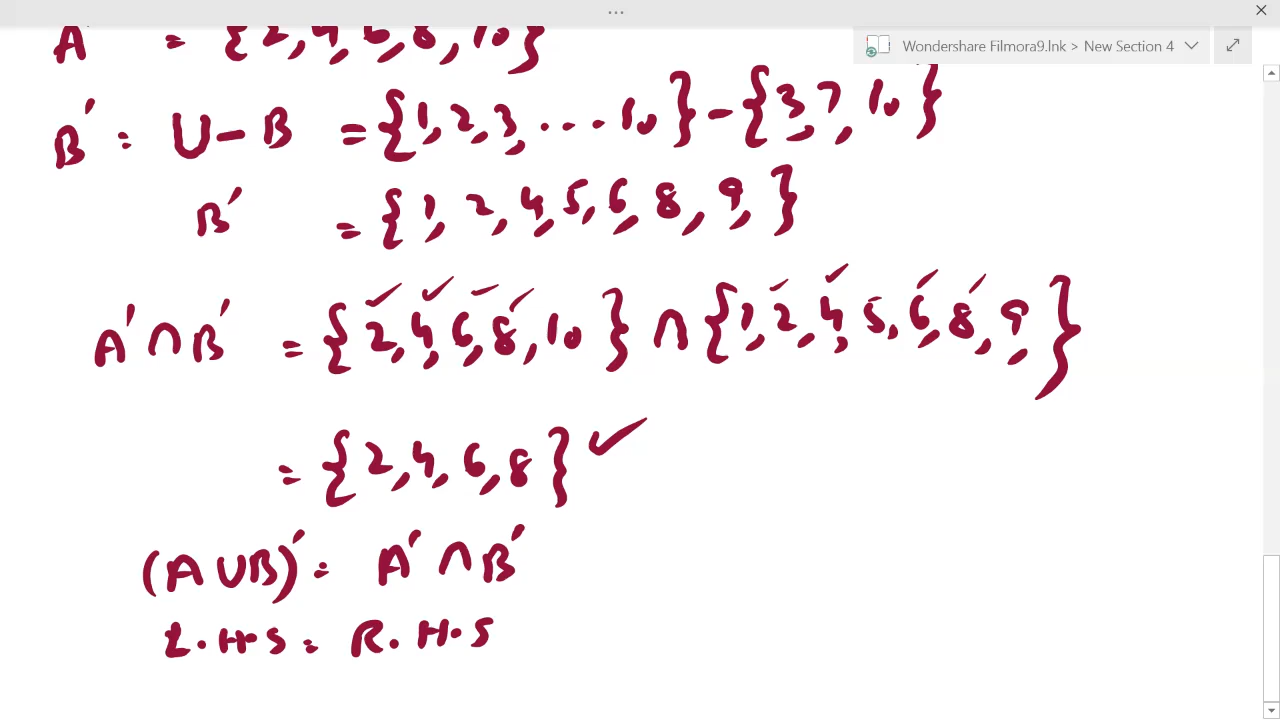 Wondershare Filmora9.lnk > New Section 4
A' = {2,4,6,8,10}
B' = U - B = {1,2,3,...10} - {3,7,10}
B' = {1,2,4,5,6,8,9,}
A' ∩ B' = {2,4,6,8,10} ∩ {1,2,4,5,6,8,9,}
= {2,4,6,8} ✓
(A∪B)' = A' ∩ B'
L.H.S = R.H.S